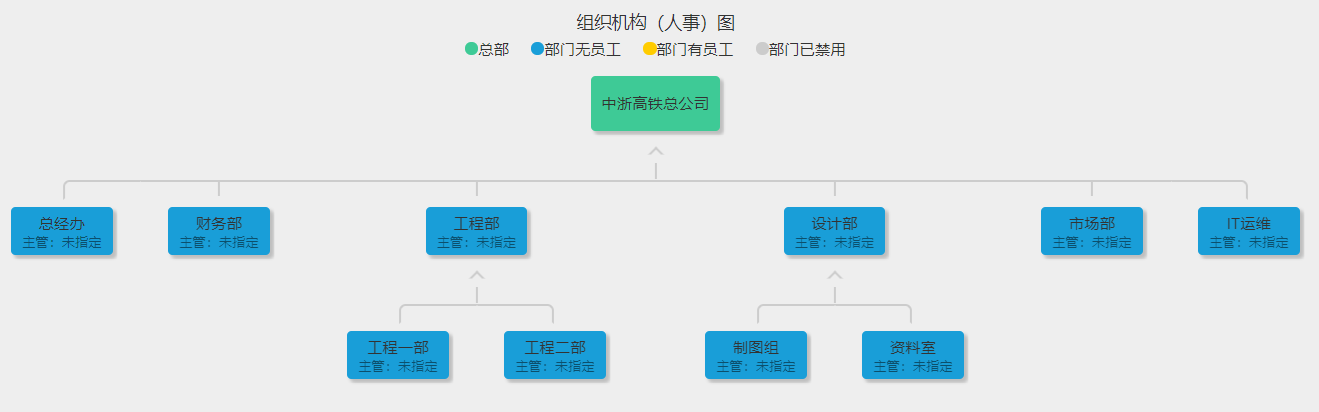 组织机构（人事）图
总部 部门无员工 部门有员工 部门已禁用
中浙高铁总公司
总经办
主管：未指定
财务部
主管：未指定
工程部
主管：未指定
设计部
主管：未指定
市场部
主管：未指定
IT运维
主管：未指定
工程一部
主管：未指定
工程二部
主管：未指定
制图组
主管：未指定
资料室
主管：未指定